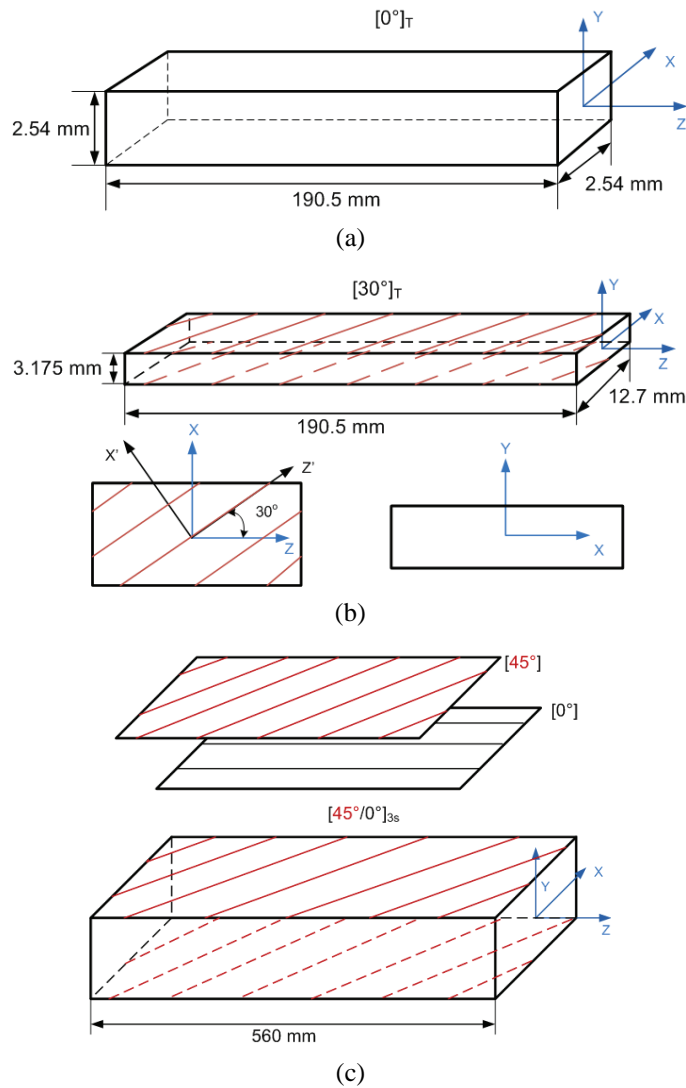 [0°]T
Y
X
Z
2.54 mm
190.5 mm
2.54 mm
(a)
[30°]T
Y
X
Z
3.175 mm
190.5 mm
12.7 mm
X'
X
Z'
30°
Z
Y
X
(b)
[45°]
[0°]
[45°/0°]3s
Y
X
Z
560 mm
(c)